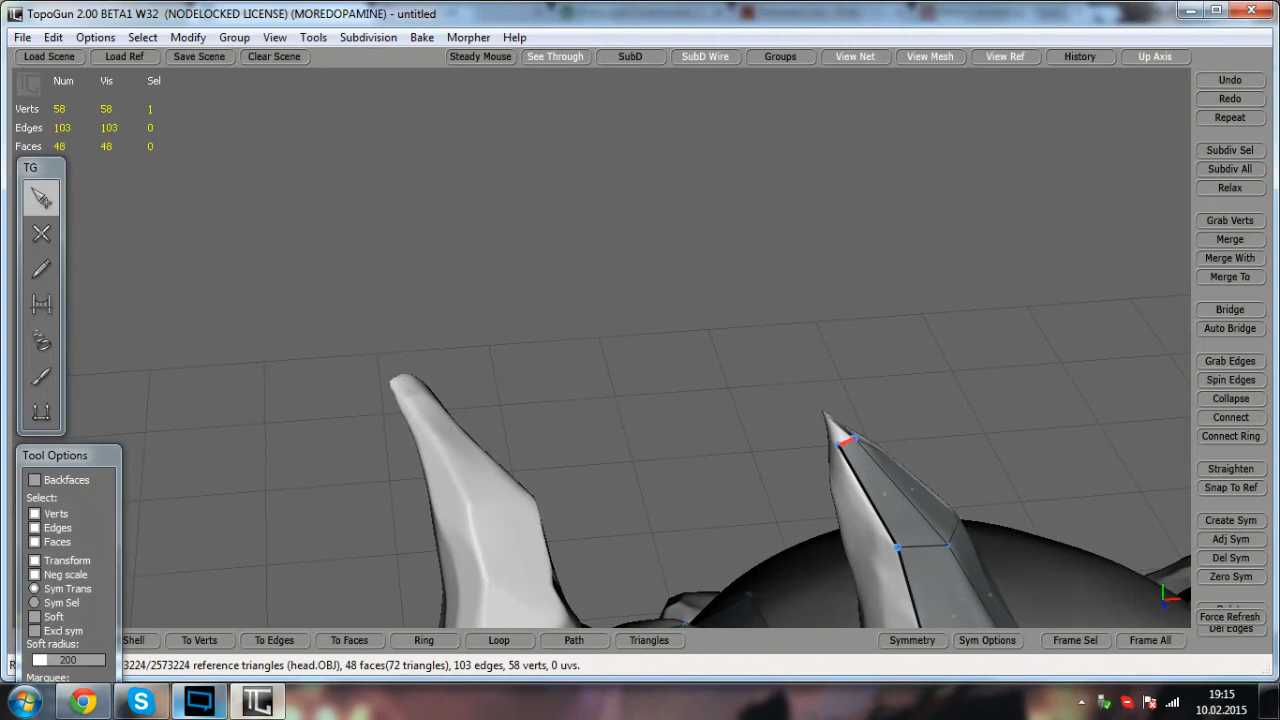 TopoGun 2.00 BETA1 W32 (NODELOCKED LICENSE) (MOREDOPAMINE) - untitled
File Edit Options Select Modify Group View Tools Subdivision Bake Morpher Help
Load Scene Load Ref Save Scene Clear Scene Steady Mouse See Through SubD SubD Wire Groups View Net View Mesh View Ref History Up Axis
Num Vis Sel
Verts 58 58 1
Edges 103 103 0
Faces 48 48 0
TG
Tool Options
Backfaces
Select:
Verts
Edges
Faces
Transform
Neg scale
Sym Trans
Sym Sel
Soft
Excl sym
Soft radius:
200
Marquee:
Undo
Redo
Repeat
Subdiv Sel
Subdiv All
Relax
Grab Verts
Merge
Merge With
Merge To
Bridge
Auto Bridge
Grab Edges
Spin Edges
Collapse
Connect
Connect Ring
Straighten
Snap To Ref
Create Sym
Adj Sym
Del Sym
Zero Sym
Force Refresh
Del Edges
Shell To Verts To Edges To Faces Ring Loop Path Triangles Symmetry Sym Options Frame Sel Frame All
3224/2573224 reference triangles (head.OBJ), 48 faces(72 triangles), 103 edges, 58 verts, 0 uvs.
19:15
10.02.2015